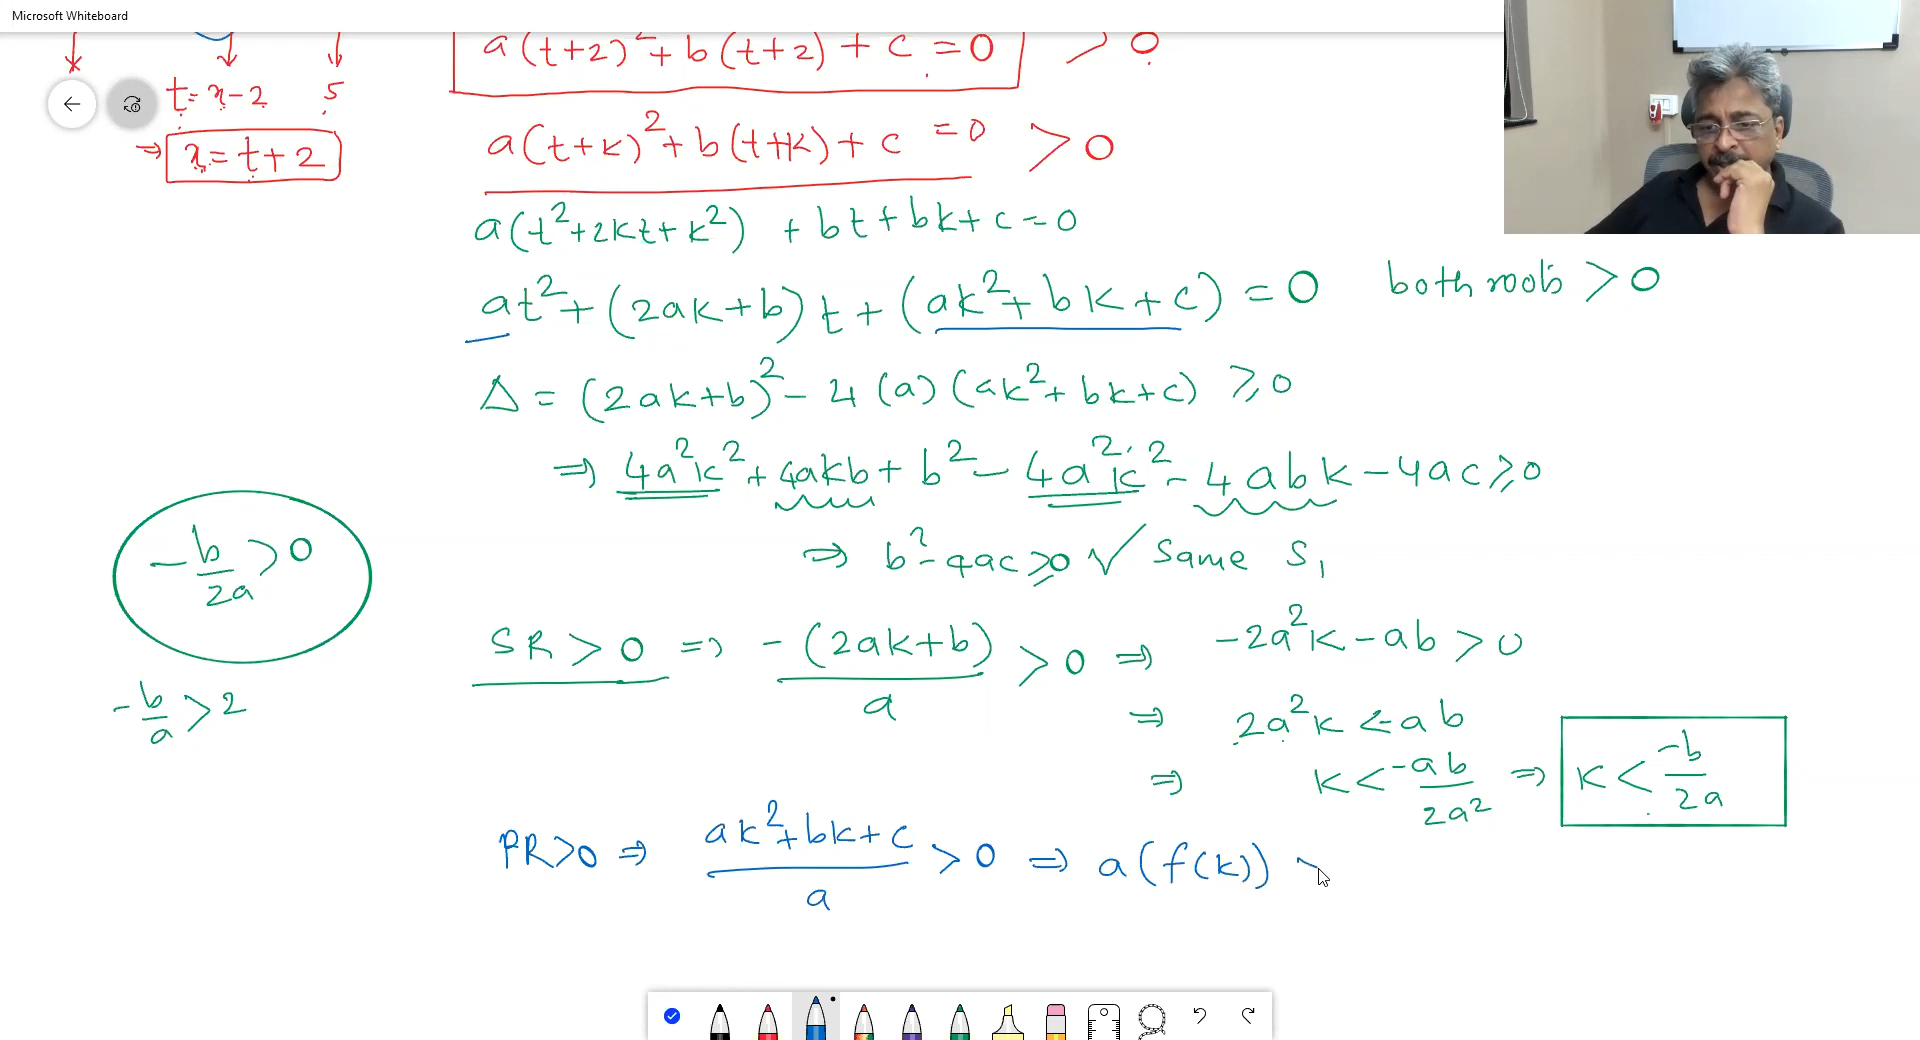 Microsoft Whiteboard
a(t+2)²+b(t+2)+c=0 >0
t=x-2 5
⇒ x=t+2
a(t+k)²+b(t+k)+c =0 >0
a(t²+2kt+k²) +bt+bk+c=0
at²+(2ak+b)t+(ak²+bk+c)=0 both roots >0
Δ=(2ak+b)²-4(a)(ak²+bk+c) ≥0
⇒ 4a²k²+4akb+b²-4a²k²-4abk-4ac≥0
⇒ b²-4ac≥0 √ Same S₁
-b/2a >0
-b/a >2
SR>0 ⇒ -(2ak+b)/a >0 ⇒ -2a²k-ab>0
⇒ 2a²k<-ab
⇒ k<-ab/2a² ⇒ k<-b/2a
PR>0 ⇒ ak²+bk+c/a >0 ⇒ a(f(k))